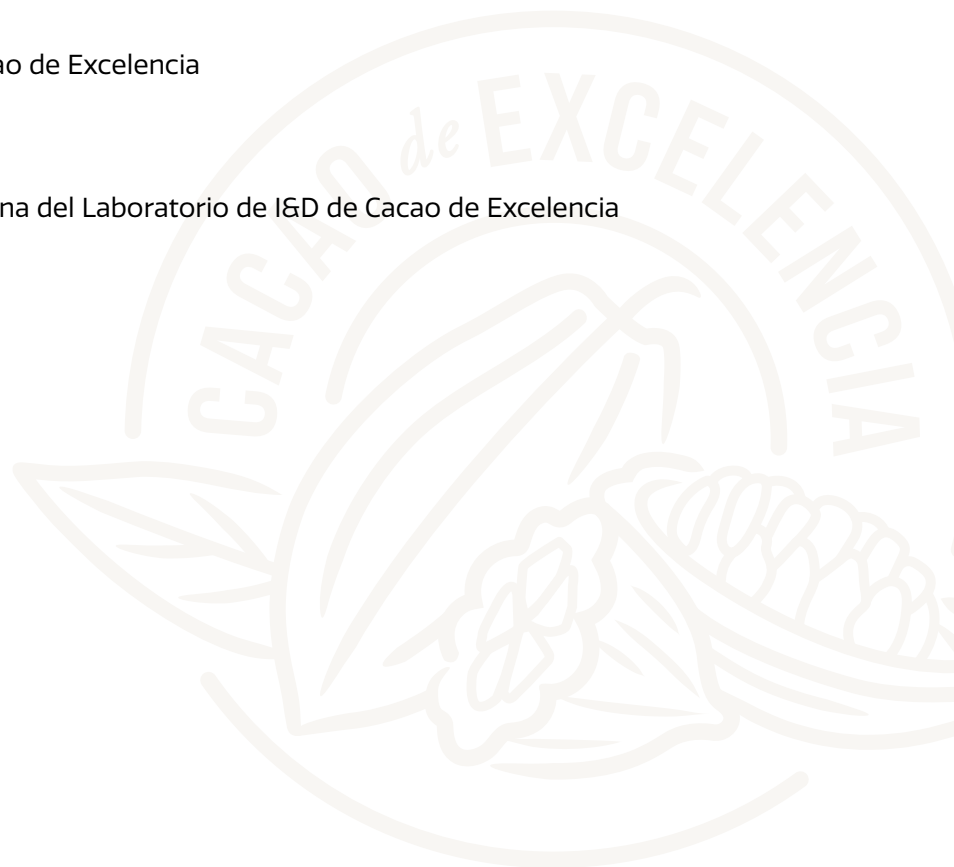 ao de Excelencia
na del Laboratorio de I&D de Cacao de Excelencia
CACAO de EXCELENCIA